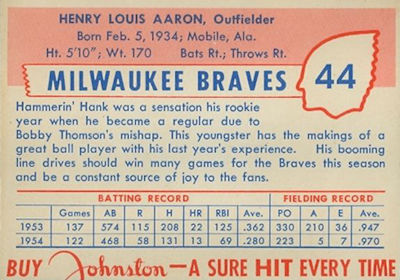 HENRY LOUIS AARON, Outfielder
Born Feb. 5, 1934; Mobile, Ala.
Ht. 5'10"; Wt. 170 Bats Rt.; Throws Rt.
MILWAUKEE BRAVES 44
Hammerin' Hank was a sensation his rookie
year when he became a regular due to
Bobby Thomson's mishap. This youngster has the makings of a
great ball player with his last year's experience. His booming
line drives should win many games for the Braves this season
and be a constant source of joy to the fans.
BATTING RECORD FIELDING RECORD
Games AB R H HR RBI Ave. PO A E Ave.
1953 137 574 115 208 22 125 .362 330 210 36 .947
1954 122 468 58 131 13 69 .280 223 5 7 .970
BUY Johnston—A SURE HIT EVERY TIME